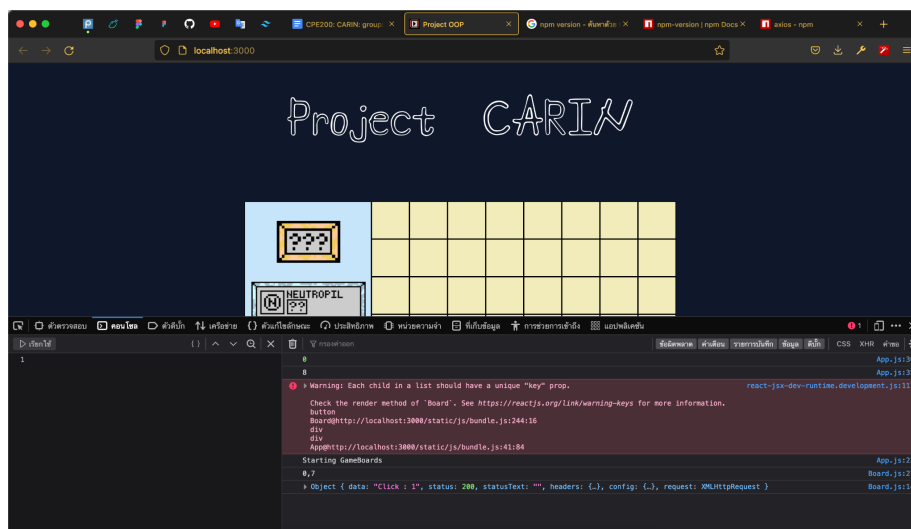 CPE200: CARIN: group:
Project OOP
npm version - ค้นหาด้วย
npm-version | npm Docs
axios - npm
localhost:3000
Project CARIN
???
N NEUTROPIL
??
ตัวตรวจสอบ คอนโซล ตัวดีบั๊ก เครือข่าย {} ตัวแก้ไขลักษณะ ประสิทธิภาพ หน่วยความจำ ที่เก็บข้อมูล การช่วยการเข้าถึง แอปพลิเคชัน 1
เรียกใช้ กรองค่าออก ข้อผิดพลาด คำเตือน รายการบันทึก ข้อมูล ดีบั๊ก CSS XHR คำขอ
1
0 App.js:3
8 App.js:3
Warning: Each child in a list should have a unique "key" prop. react-jsx-dev-runtime.development.js:11
Check the render method of `Board`. See https://reactjs.org/link/warning-keys for more information.
button
Board@http://localhost:3000/static/js/bundle.js:244:16
div
div
App@http://localhost:3000/static/js/bundle.js:41:84
Starting GameBoards App.js:2
0,7 Board.js:2
Object { data: "Click : 1", status: 200, statusText: "", headers: {…}, config: {…}, request: XMLHttpRequest } Board.js:1